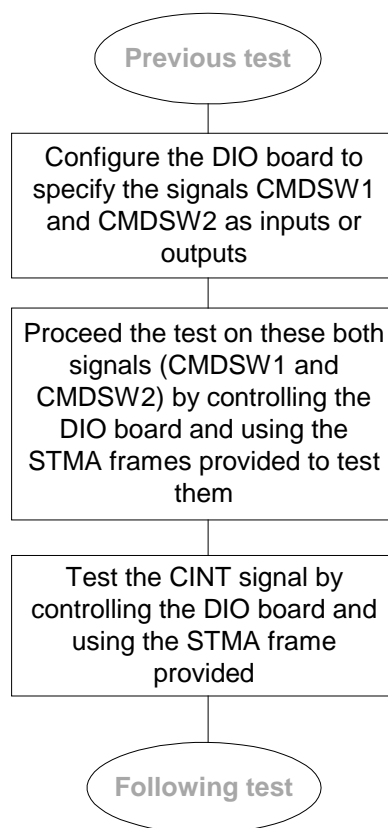 Previous test
Configure the DIO board to
specify the signals CMDSW1
and CMDSW2 as inputs or
outputs
Proceed the test on these both
signals (CMDSW1 and
CMDSW2) by controlling the
DIO board and using the
STMA frames provided to test
them
Test the CINT signal by
controlling the DIO board and
using the STMA frame
provided
Following test